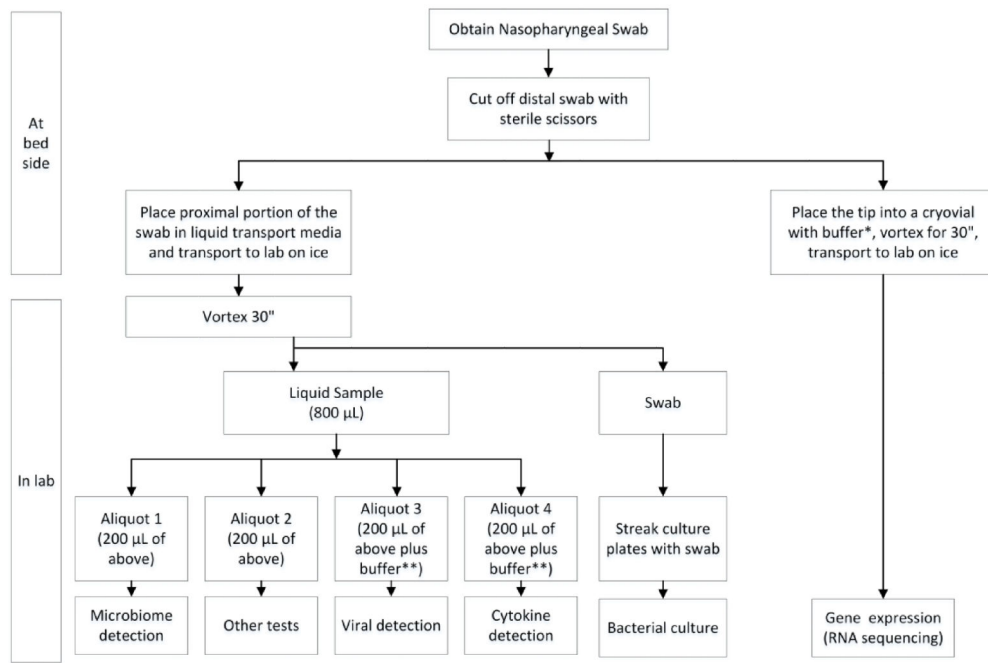 Obtain Nasopharyngeal Swab
Cut off distal swab with
sterile scissors
At
bed
side
Place proximal portion of the
swab in liquid transport media
and transport to lab on ice
Place the tip into a cryovial
with buffer*, vortex for 30",
transport to lab on ice
Vortex 30"
Liquid Sample
(800 µL)
Swab
In lab
Aliquot 1
(200 µL of
above)
Aliquot 2
(200 µL of
above)
Aliquot 3
(200 µL of
above plus
buffer**)
Aliquot 4
(200 µL of
above plus
buffer**)
Streak culture
plates with swab
Microbiome
detection
Other tests
Viral detection
Cytokine
detection
Bacterial culture
Gene expression
(RNA sequencing)